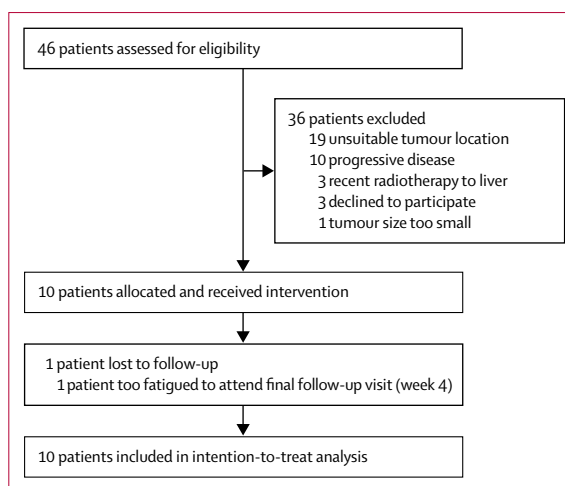 46 patients assessed for eligibility
36 patients excluded
19 unsuitable tumour location
10 progressive disease
3 recent radiotherapy to liver
3 declined to participate
1 tumour size too small
10 patients allocated and received intervention
1 patient lost to follow-up
1 patient too fatigued to attend final follow-up visit (week 4)
10 patients included in intention-to-treat analysis